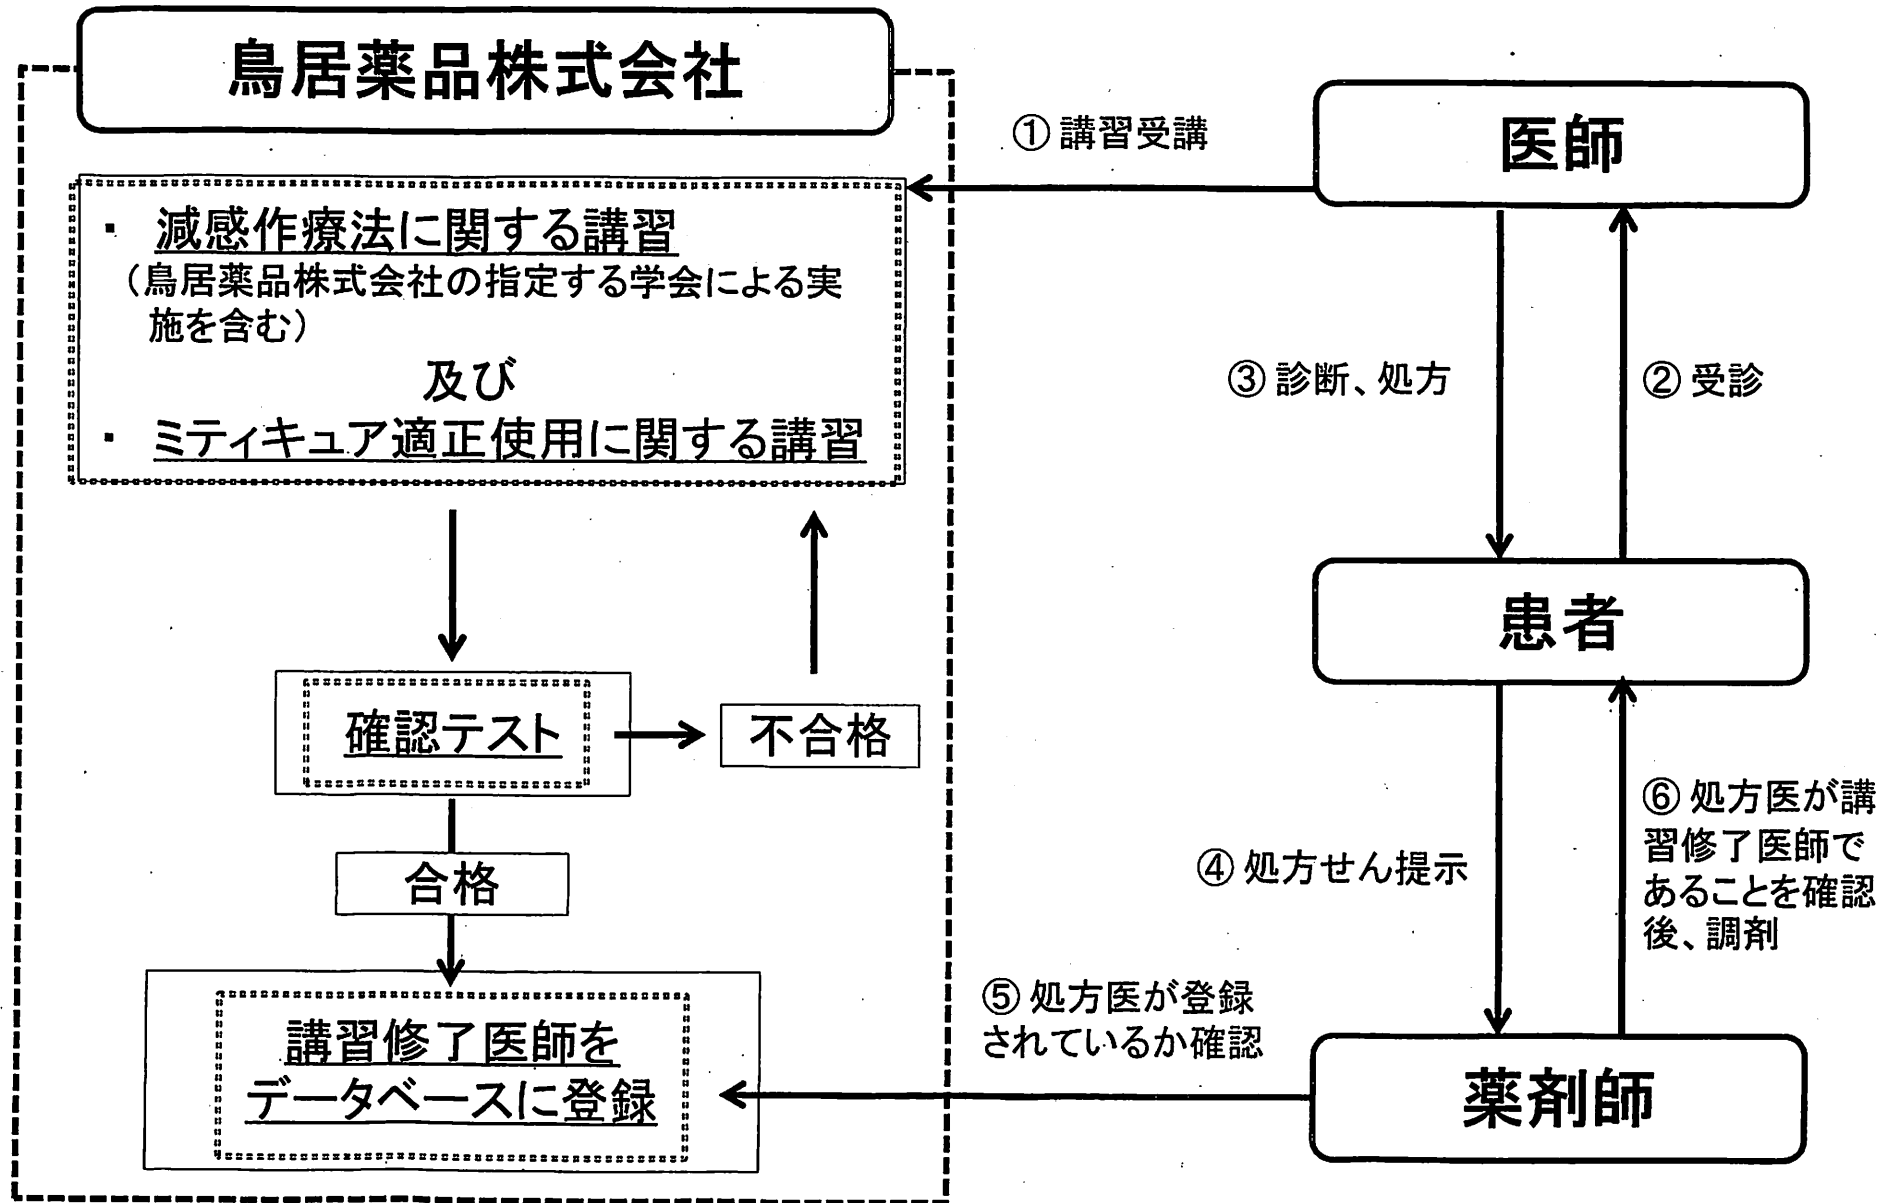 鳥居薬品株式会社
・ 減感作療法に関する講習
（鳥居薬品株式会社の指定する学会による実
施を含む）
及び
・ ミティキュア適正使用に関する講習
確認テスト
不合格
合格
講習修了医師を
データベースに登録
① 講習受講
医師
③ 診断、処方
② 受診
患者
④ 処方せん提示
⑥ 処方医が講
習修了医師で
あることを確認
後、調剤
⑤ 処方医が登録
されているか確認
薬剤師